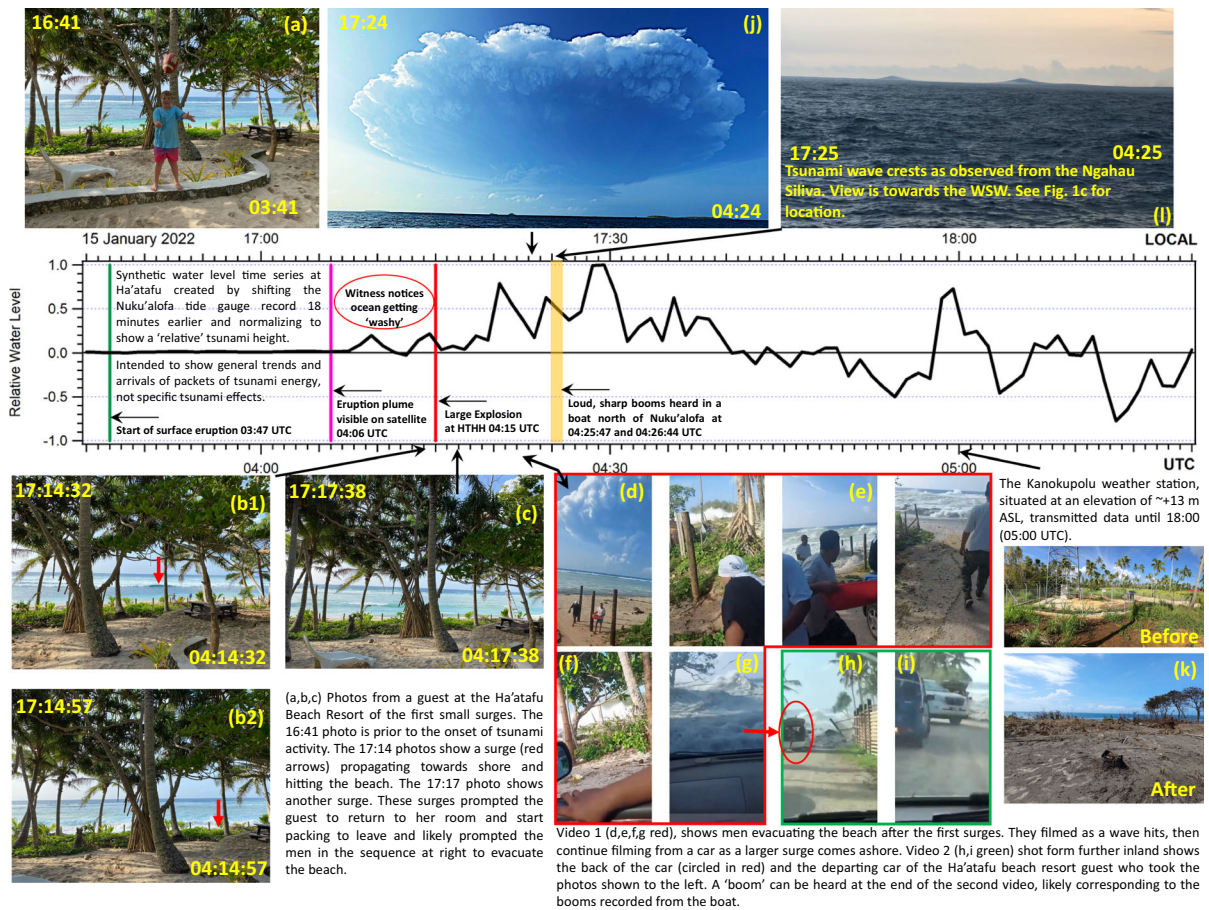 16:41
(a)
03:41
17:24
(j)
04:24
17:25
04:25
Tsunami wave crests as observed from the Ngahau
Siliva. View is towards the WSW. See Fig. 1c for
location.
(l)
15 January 2022
17:00
17:30
18:00
LOCAL
Relative Water Level
1.0
0.5
0.0
-0.5
-1.0
Synthetic water level time series at
Ha'atafu created by shifting the
Nuku'alofa tide gauge record 18
minutes earlier and normalizing to
show a 'relative' tsunami height.
Intended to show general trends and
arrivals of packets of tsunami energy,
not specific tsunami effects.
Start of surface eruption 03:47 UTC
Witness notices
ocean getting
'washy'
Eruption plume
visible on satellite
04:06 UTC
Large Explosion
at HTHH 04:15 UTC
Loud, sharp booms heard in a
boat north of Nuku'alofa at
04:25:47 and 04:26:44 UTC
04:00
04:30
05:00
UTC
17:14:32
(b1)
04:14:32
17:17:38
(c)
04:17:38
(d)
(e)
The Kanokupolu weather station,
situated at an elevation of ~+13 m
ASL, transmitted data until 18:00
(05:00 UTC).
Before
17:14:57
(b2)
04:14:57
(a,b,c) Photos from a guest at the Ha'atafu
Beach Resort of the first small surges. The
16:41 photo is prior to the onset of tsunami
activity. The 17:14 photos show a surge (red
arrows) propagating towards shore and
hitting the beach. The 17:17 photo shows
another surge. These surges prompted the
guest to return to her room and start
packing to leave and likely prompted the
men in the sequence at right to evacuate
the beach.
(f)
(g)
(h)
(i)
(k)
After
Video 1 (d,e,f,g red), shows men evacuating the beach after the first surges. They filmed as a wave hits, then
continue filming from a car as a larger surge comes ashore. Video 2 (h,i green) shot form further inland shows
the back of the car (circled in red) and the departing car of the Ha'atafu beach resort guest who took the
photos shown to the left. A 'boom' can be heard at the end of the second video, likely corresponding to the
booms recorded from the boat.